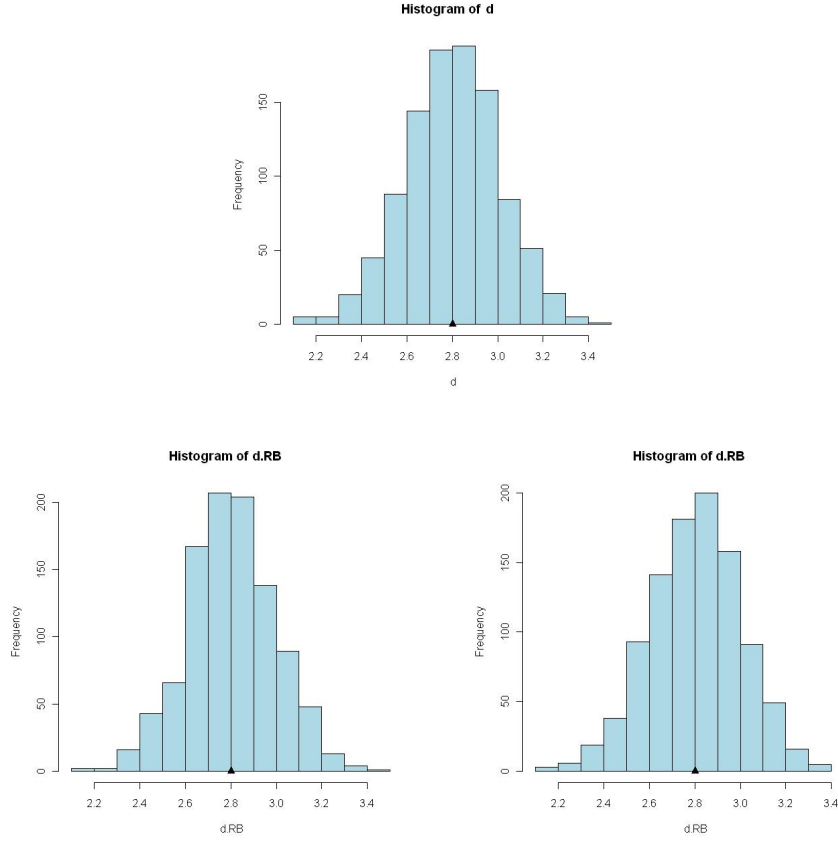 Histogram of d
Frequency
0 50 100 150
2.2 2.4 2.6 2.8 3.0 3.2 3.4
d
Histogram of d.RB
Frequency
0 50 100 150 200
2.2 2.4 2.6 2.8 3.0 3.2 3.4
d.RB
Histogram of d.RB
Frequency
0 50 100 150 200
2.2 2.4 2.6 2.8 3.0 3.2 3.4
d.RB